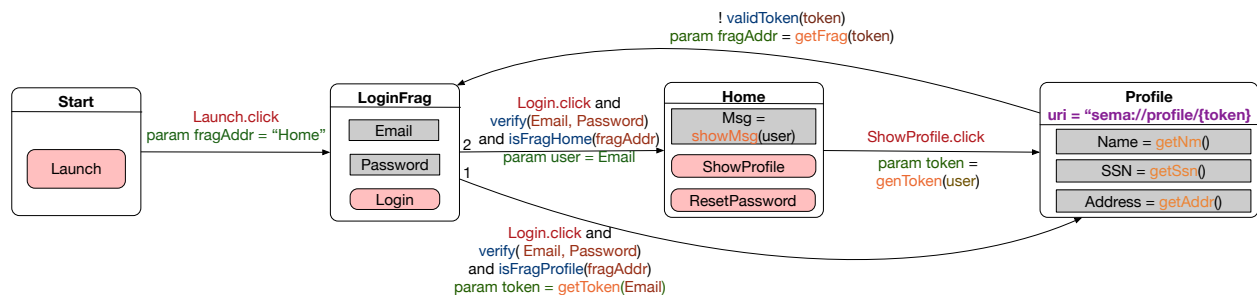 ! validToken(token)
param fragAddr = getFrag(token)
Start
Launch
Launch.click
param fragAddr = “Home”
LoginFrag
Email
Password
Login
Login.click and
verify(Email, Password)
and isFragHome(fragAddr)
2
param user = Email
1
Login.click and
verify( Email, Password)
and isFragProfile(fragAddr)
param token = getToken(Email)
Home
Msg =
showMsg(user)
ShowProfile
ResetPassword
ShowProfile.click
param token =
genToken(user)
Profile
uri = “sema://profile/{token}
Name = getNm()
SSN = getSsn()
Address = getAddr()